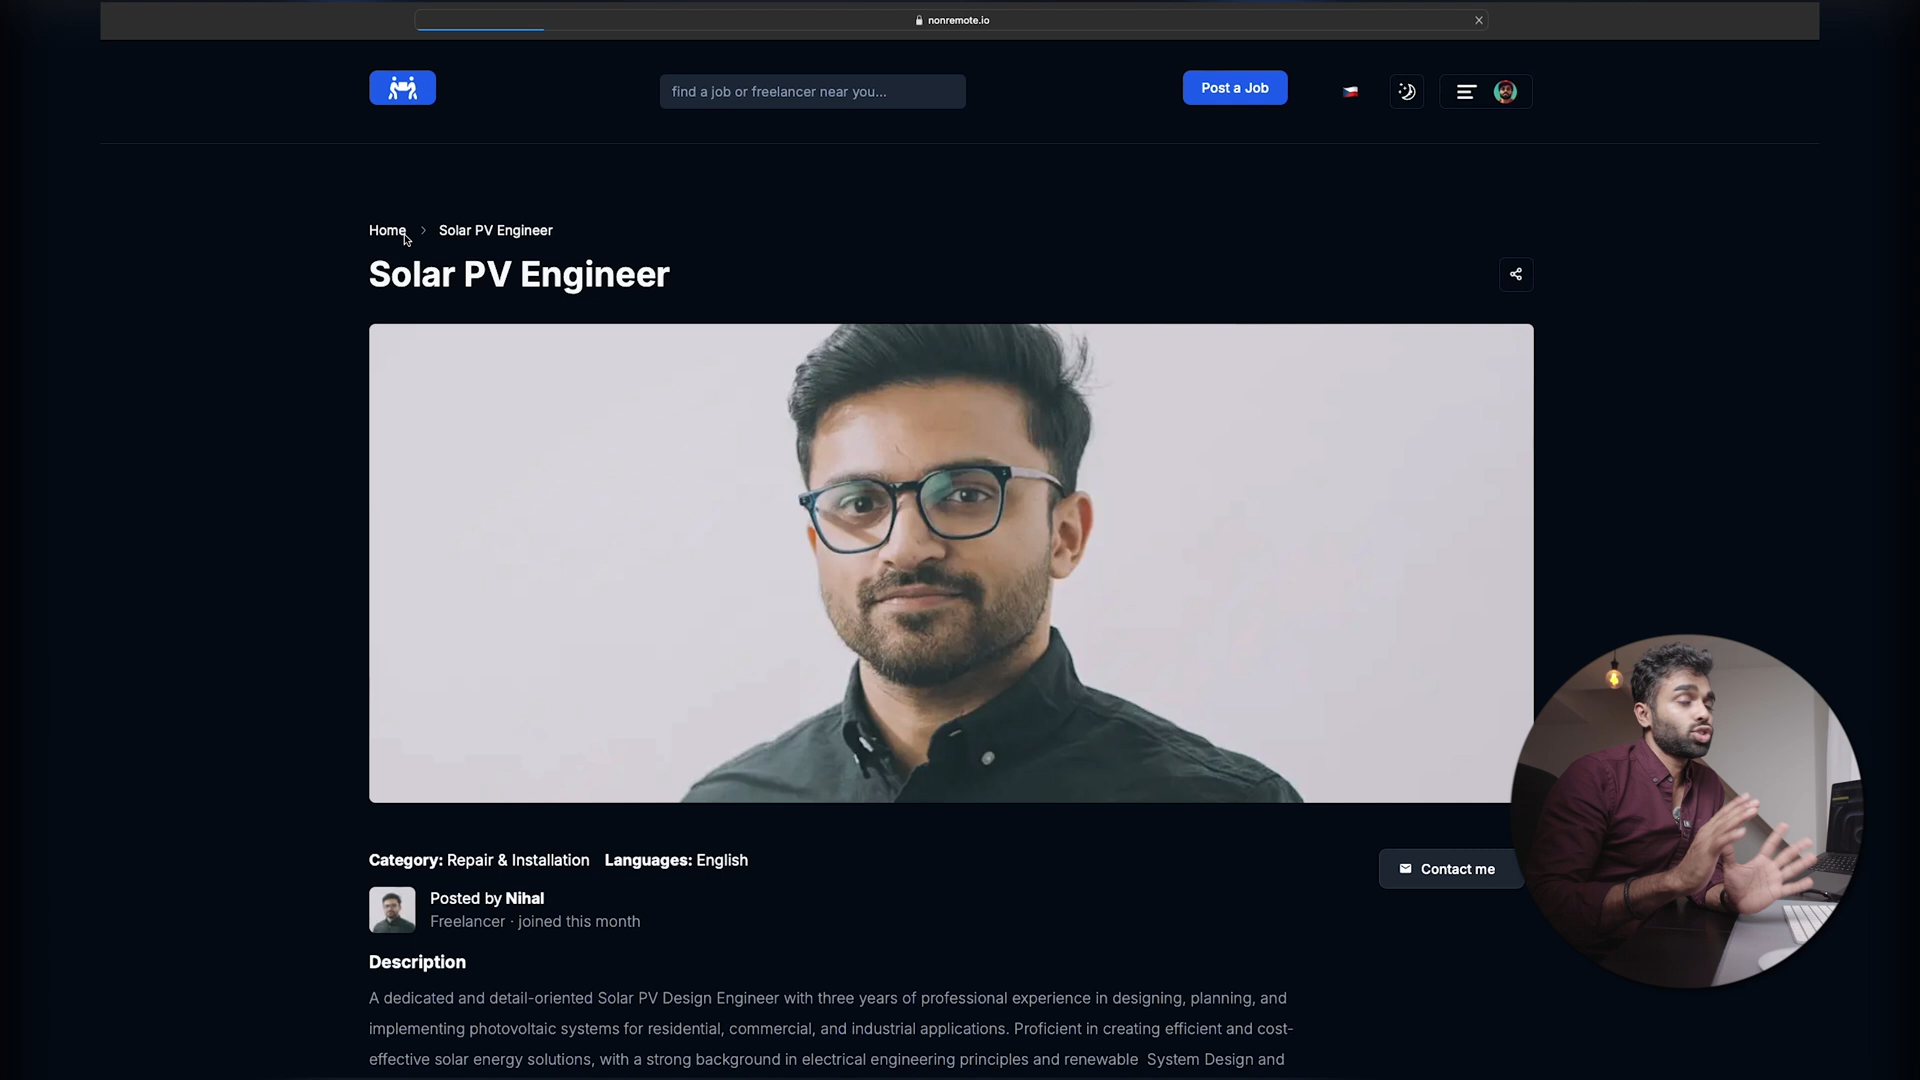 nonremote.io
find a job or freelancer near you...
Post a Job
Home
Solar PV Engineer
Solar PV Engineer
Category: Repair & Installation Languages: English
Contact me
Posted by Nihal
Freelancer · joined this month
Description
A dedicated and detail-oriented Solar PV Design Engineer with three years of professional experience in designing, planning, and
implementing photovoltaic systems for residential, commercial, and industrial applications. Proficient in creating efficient and cost-
effective solar energy solutions, with a strong background in electrical engineering principles and renewable System Design and